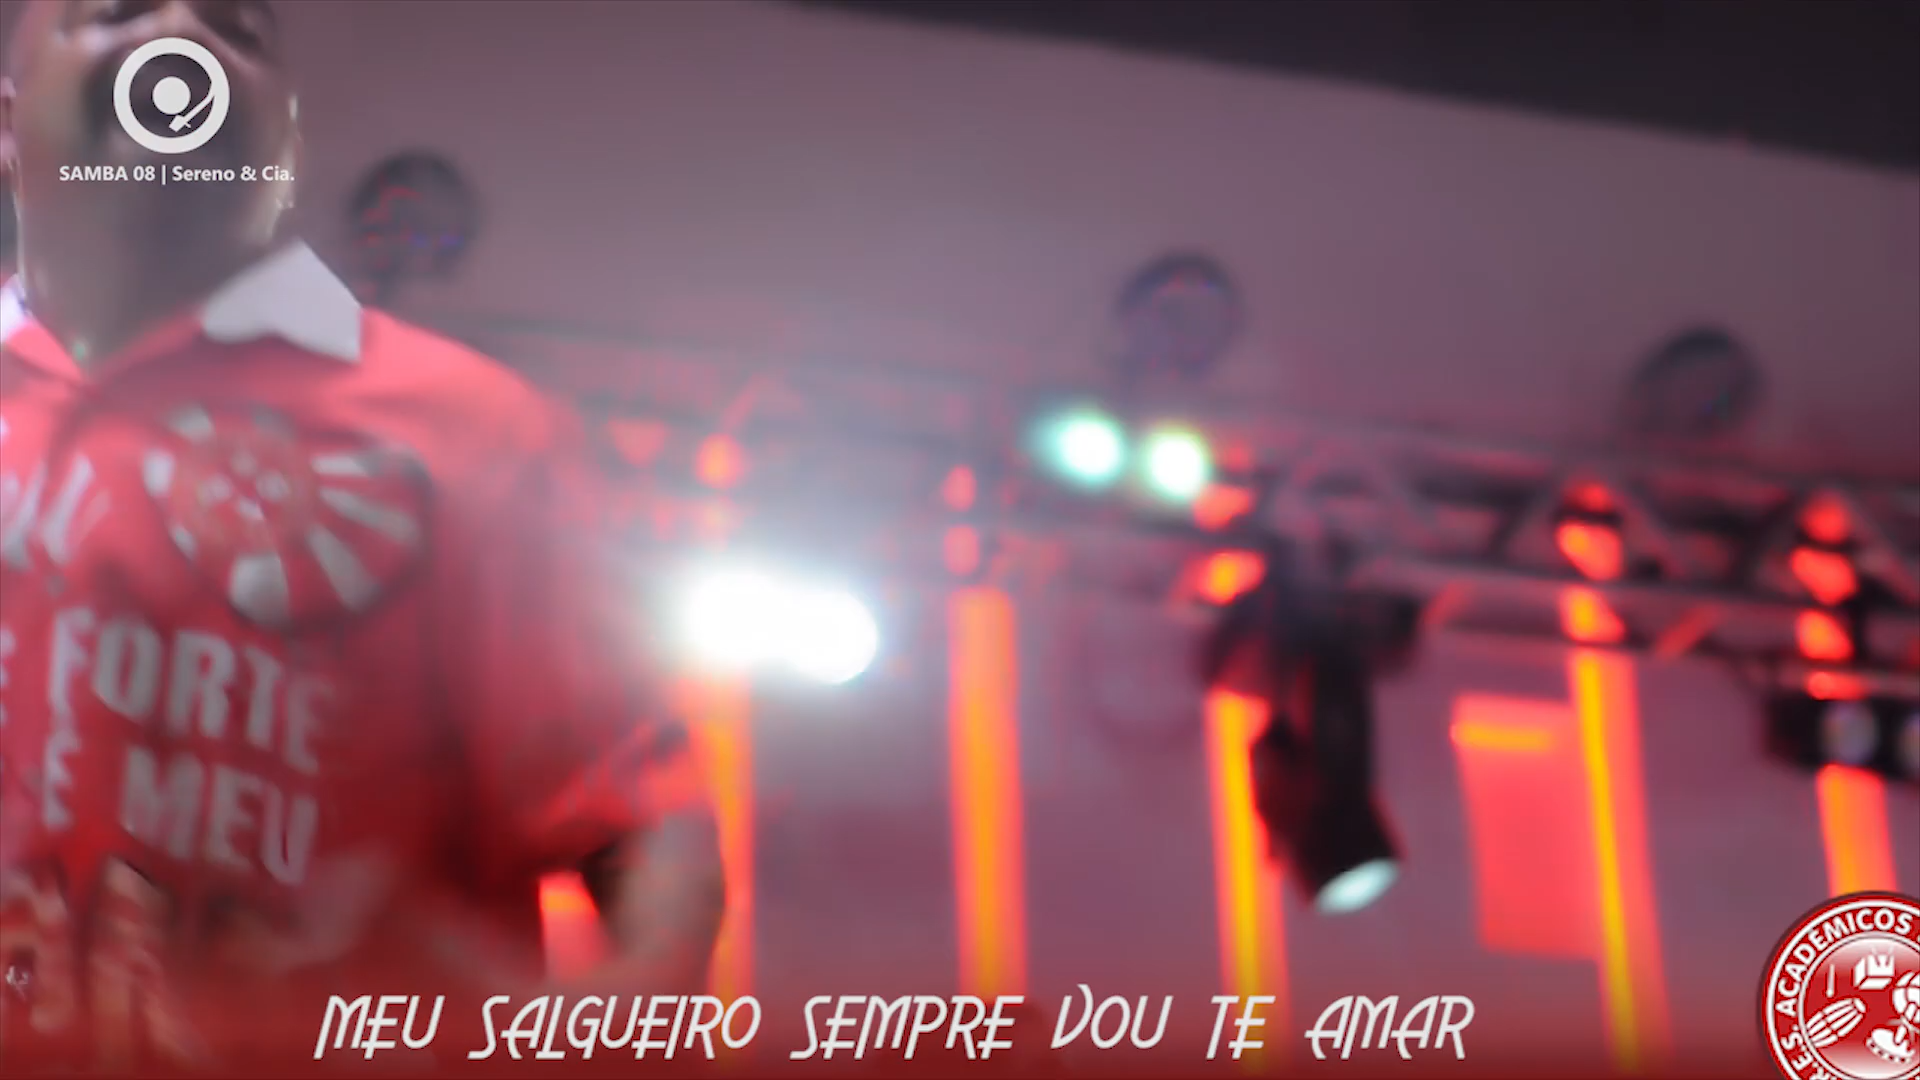 SAMBA 08 | Sereno & Cia.
FORTE
É MEU
MEU SALGUEIRO SEMPRE VOU TE AMAR
R.E.S. ACADÊMICOS